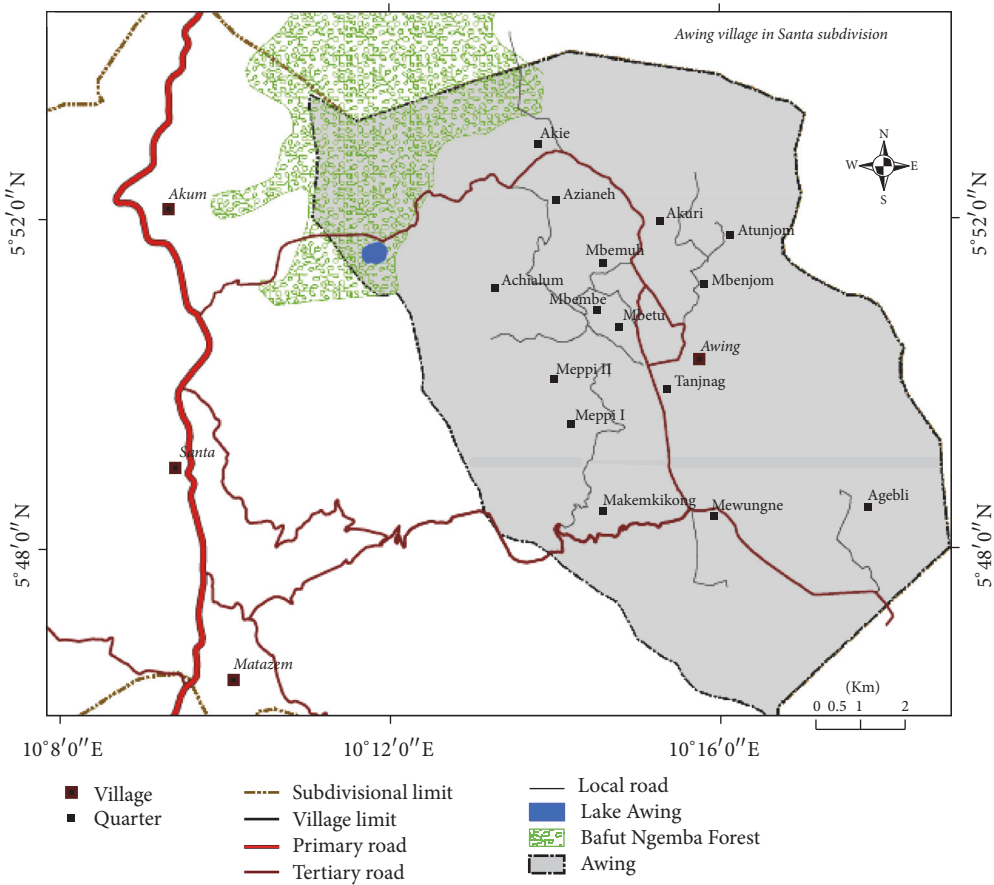 Awing village in Santa subdivision
N
W E
S
Akie
Akum
Azianeh
Akuri
Atunjom
Mbemuh
Achialum
Mbenjom
Mbembe
Mbetu
Awing
Meppi II
Tanjnag
Meppi I
Santa
Makemkikong
Mewungne
Agebli
Matazem
(Km)
0 0.5 1 2
5°52′0″N
5°48′0″N
5°52′0″N
5°48′0″N
10°8′0″E
10°12′0″E
10°16′0″E
Village
Quarter
Subdivisional limit
Village limit
Primary road
Tertiary road
Local road
Lake Awing
Bafut Ngemba Forest
Awing